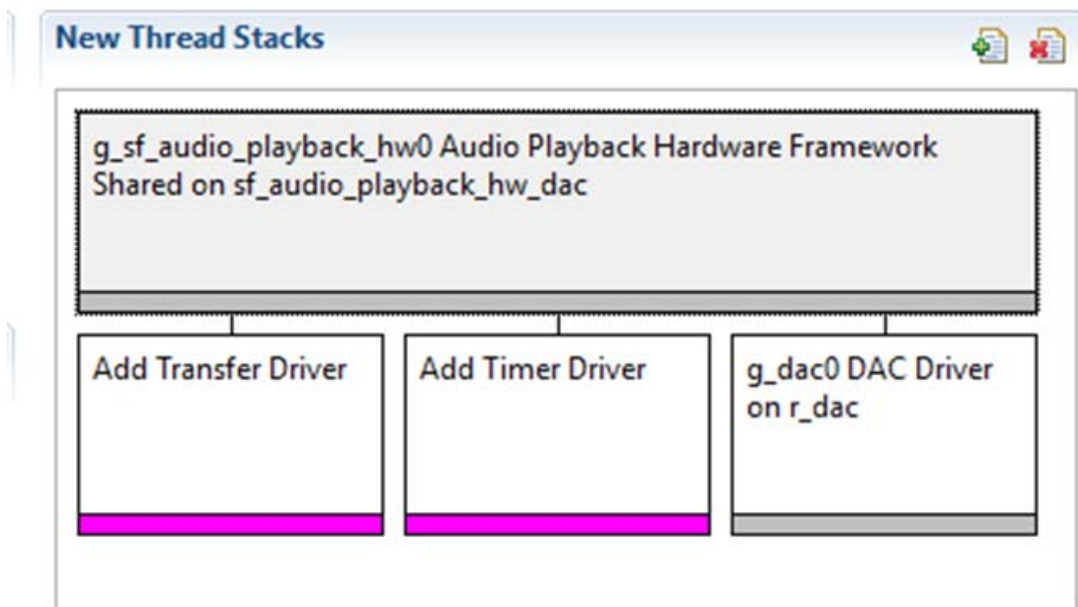 New Thread Stacks
g_sf_audio_playback_hw0 Audio Playback Hardware Framework
Shared on sf_audio_playback_hw_dac
Add Transfer Driver
Add Timer Driver
g_dac0 DAC Driver
on r_dac